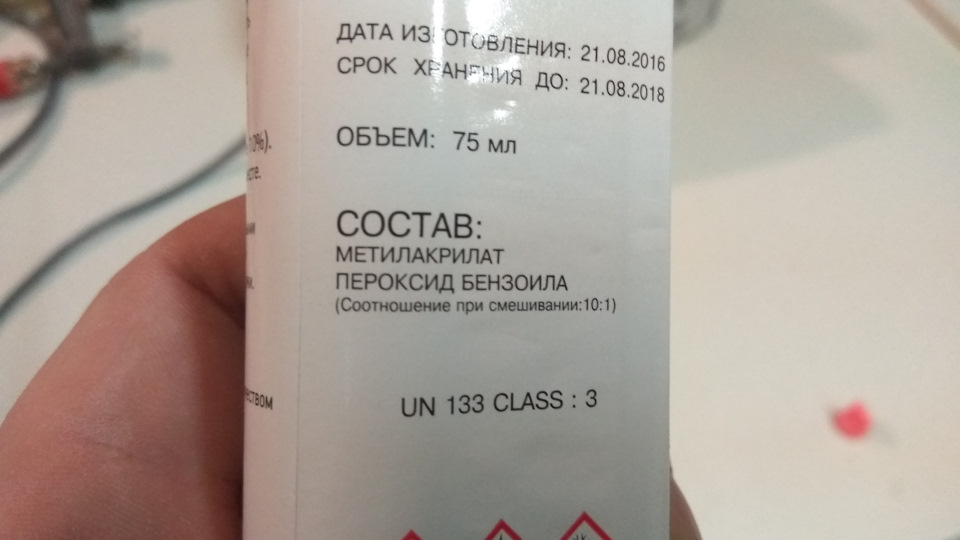 ДАТА ИЗГОТОВЛЕНИЯ: 21.08.2016
СРОК ХРАНЕНИЯ ДО: 21.08.2018
ОБЪЕМ: 75 мл
СОСТАВ:
МЕТИЛАКРИЛАТ
ПЕРОКСИД БЕНЗОИЛА
(Соотношение при смешивании:10:1)
UN 133 CLASS : 3